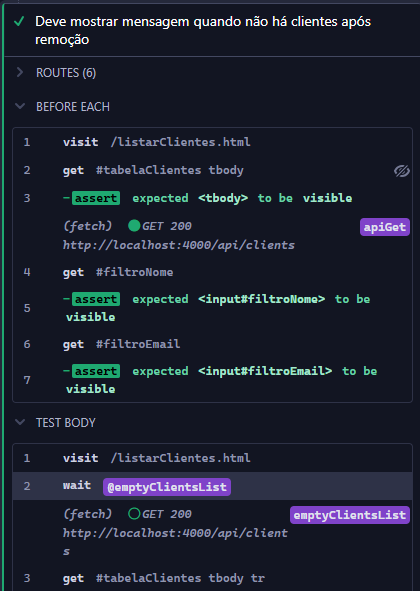 Deve mostrar mensagem quando não há clientes após
remoção
ROUTES (6)
BEFORE EACH
1 visit /listarClientes.html
2 get #tabelaClientes tbody
3 -assert expected <tbody> to be visible
(fetch) GET 200 apiGet
http://localhost:4000/api/clients
4 get #filtroNome
5 -assert expected <input#filtroNome> to be
visible
6 get #filtroEmail
7 -assert expected <input#filtroEmail> to be
visible
TEST BODY
1 visit /listarClientes.html
2 wait @emptyClientsList
(fetch) GET 200 emptyClientsList
http://localhost:4000/api/client
s
3 get #tabelaClientes tbody tr